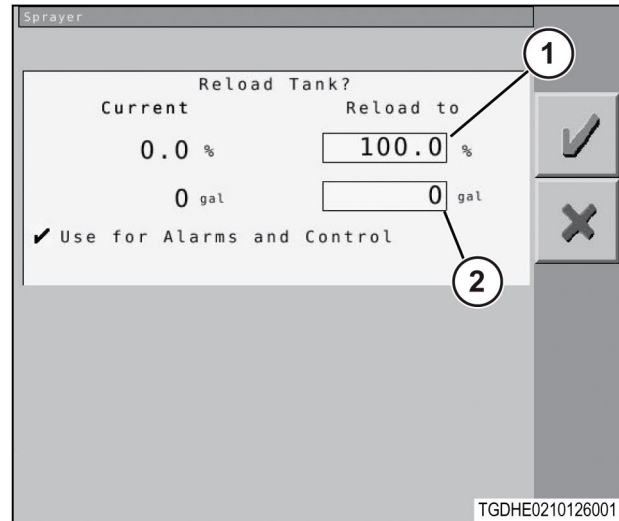 Sprayer
1
Reload Tank?
Current Reload to
0.0 % 100.0 %
0 gal 0 gal
✔ Use for Alarms and Control
2
TGDHE0210126001